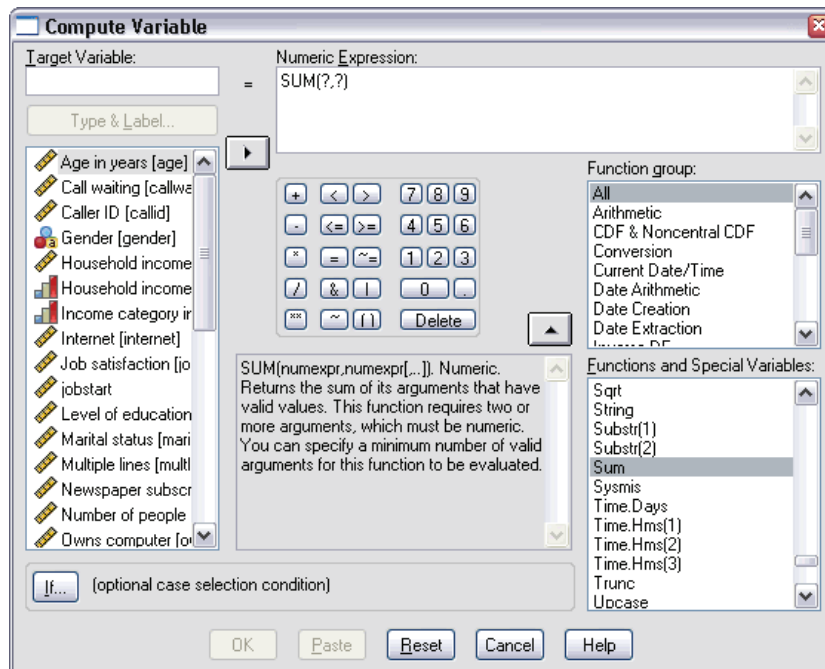 Compute Variable
Target Variable:
=
Numeric Expression:
SUM(?,?)
Type & Label...
Age in years [age]
Call waiting [callwa
Caller ID [callid]
Gender [gender]
Household income
Household income
Income category ir
Internet [internet]
Job satisfaction [jo
jobstart
Level of education
Marital status [mari
Multiple lines [multl
Newspaper subscr
Number of people
Owns computer [o
+ < > 7 8 9
- <= >= 4 5 6
* = ~= 1 2 3
/ & | 0 .
** ~ ( ) Delete
Function group:
All
Arithmetic
CDF & Noncentral CDF
Conversion
Current Date/Time
Date Arithmetic
Date Creation
Date Extraction
Inverse DF
SUM(numexpr,numexpr[,..]). Numeric.
Returns the sum of its arguments that have
valid values. This function requires two or
more arguments, which must be numeric.
You can specify a minimum number of valid
arguments for this function to be evaluated.
Functions and Special Variables:
Sqrt
String
Substr(1)
Substr(2)
Sum
Sysmis
Time.Days
Time.Hms(1)
Time.Hms(2)
Time.Hms(3)
Trunc
Upcase
If... (optional case selection condition)
OK Paste Reset Cancel Help